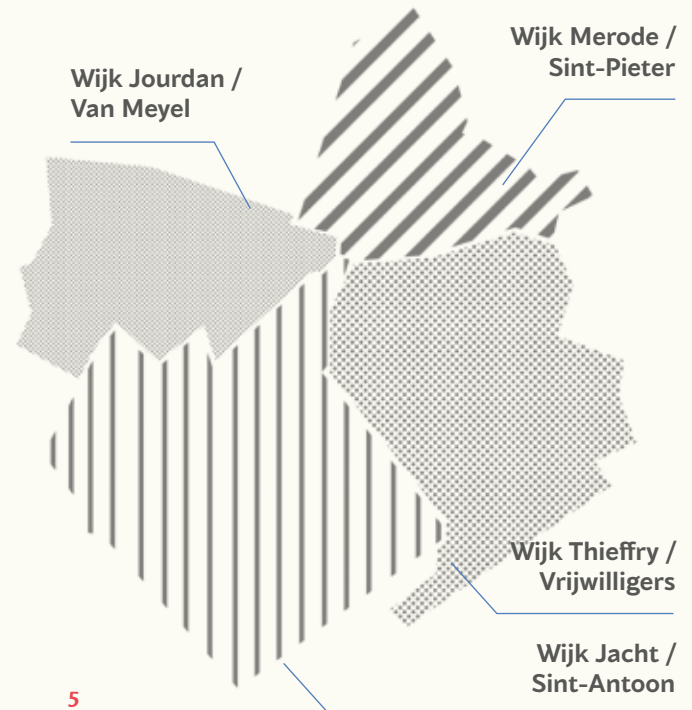 Wijk Merode /
Sint-Pieter
Wijk Jourdan /
Van Meyel
Wijk Thieffry /
Vrijwilligers
Wijk Jacht /
Sint-Antoon
5